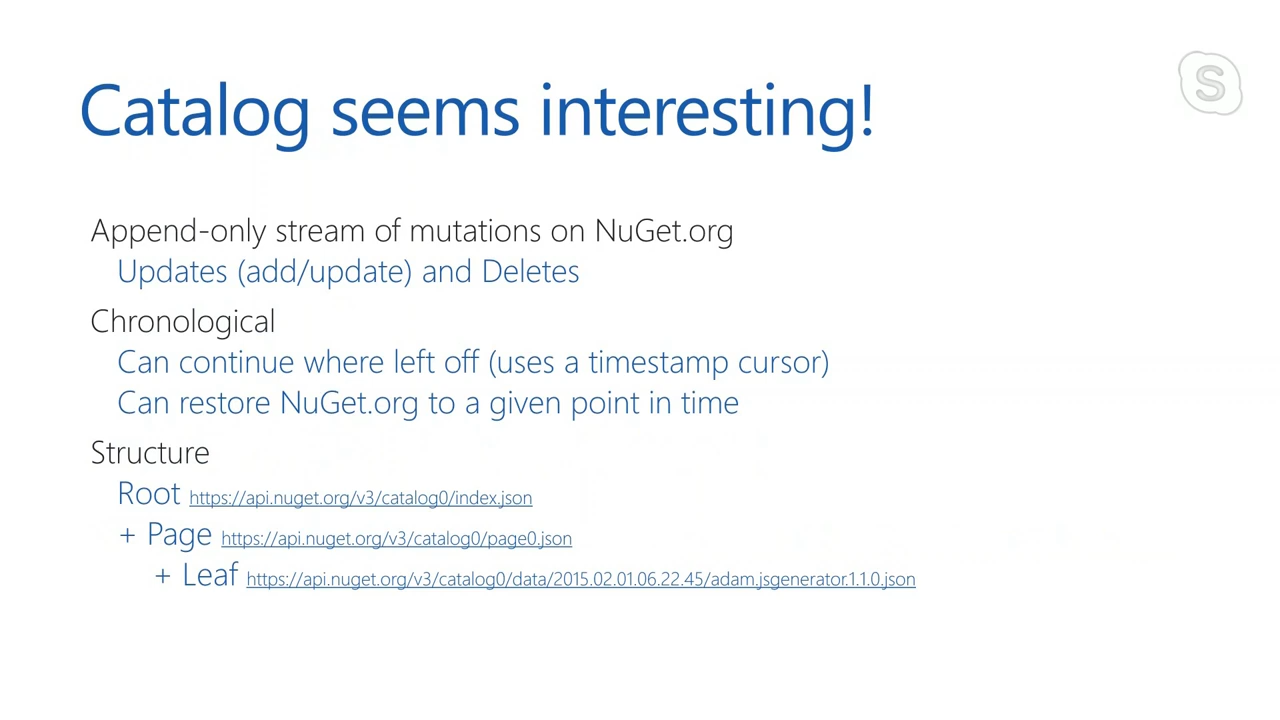 Catalog seems interesting!
S
Append-only stream of mutations on NuGet.org
Updates (add/update) and Deletes
Chronological
Can continue where left off (uses a timestamp cursor)
Can restore NuGet.org to a given point in time
Structure
Root https://api.nuget.org/v3/catalog0/index.json
+ Page https://api.nuget.org/v3/catalog0/page0.json
+ Leaf https://api.nuget.org/v3/catalog0/data/2015.02.01.06.22.45/adam.jsgenerator.1.1.0.json